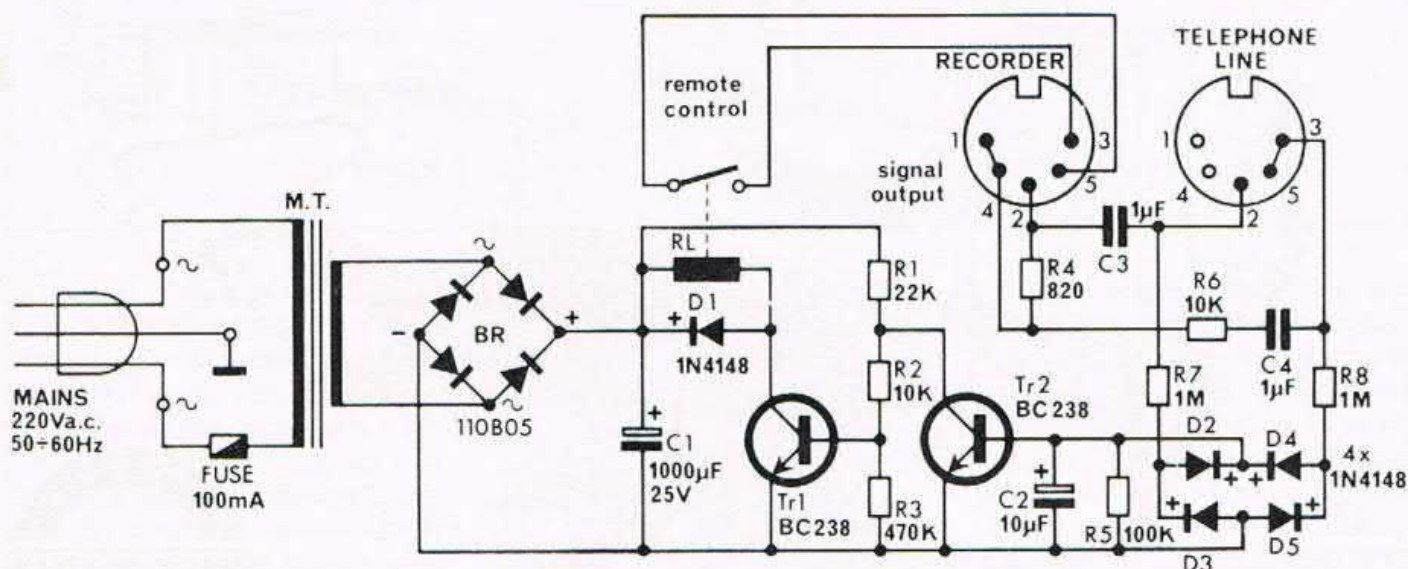 TELEPHONE
LINE
RECORDER
remote
control
1
3
signal
output
4
2
5
1
3
4
2
5
1µF
C3
M.T.
RL
R1
22K
R4
820
R6
10K
~
D1
+
1N4148
-
BR
+
R2
10K
Tr2
BC 238
R7
1M
C4
1µF
R8
1M
MAINS
220Va.c.
50÷60Hz
~
~
~
110B05
FUSE
100mA
+
C1
1000µF
25V
Tr1
BC238
R3
470K
+
C2
10µF
R5
100K
D2
D4
+
+
4x
1N4148
+
+
D3
D5